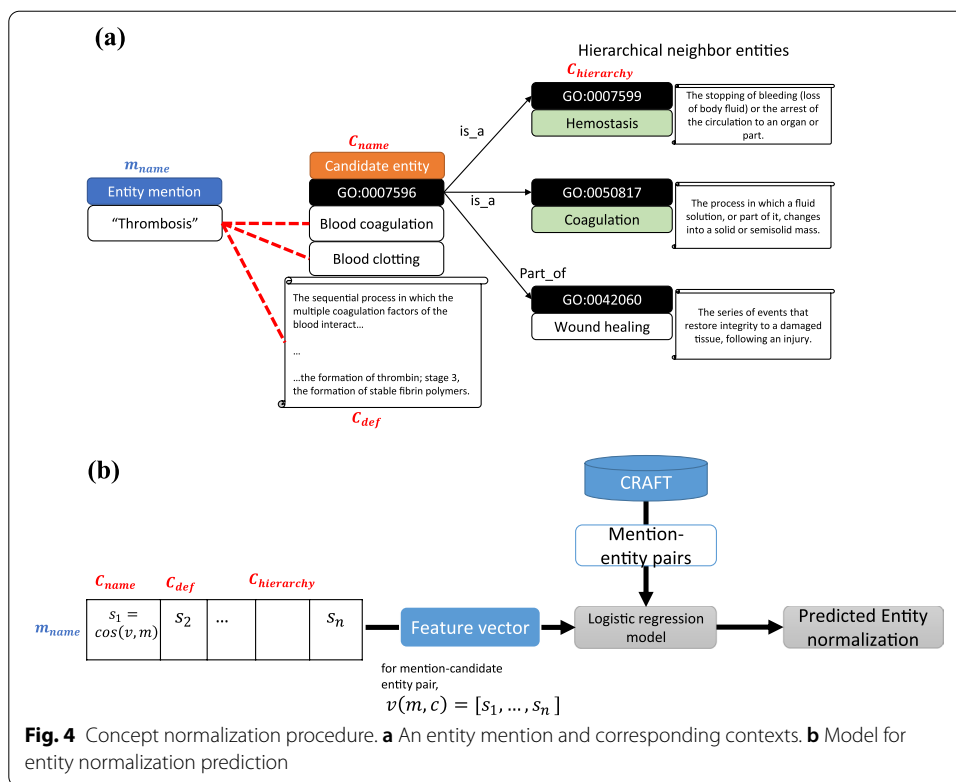 (a)
Hierarchical neighbor entities
C_hierarchy
GO:0007599
Hemostasis
The stopping of bleeding (loss
of body fluid) or the arrest of
the circulation to an organ or
part.
is_a
C_name
Candidate entity
GO:0007596
Blood coagulation
Blood clotting
m_name
Entity mention
"Thrombosis"
is_a
GO:0050817
Coagulation
The process in which a fluid
solution, or part of it, changes
into a solid or semisolid mass.
Part_of
GO:0042060
Wound healing
The series of events that
restore integrity to a damaged
tissue, following an injury.
The sequential process in which the
multiple coagulation factors of the
blood interact...
...
...the formation of thrombin; stage 3,
the formation of stable fibrin polymers.
C_def
(b)
CRAFT
Mention-
entity pairs
C_name
C_def
C_hierarchy
m_name
s₁ =
cos(v,m)
s₂
...
sₙ
Feature vector
Logistic regression
model
Predicted Entity
normalization
for mention-candidate
entity pair,
v(m, c) = [s₁, ..., sₙ ]
Fig. 4 Concept normalization procedure. a An entity mention and corresponding contexts. b Model for
entity normalization prediction